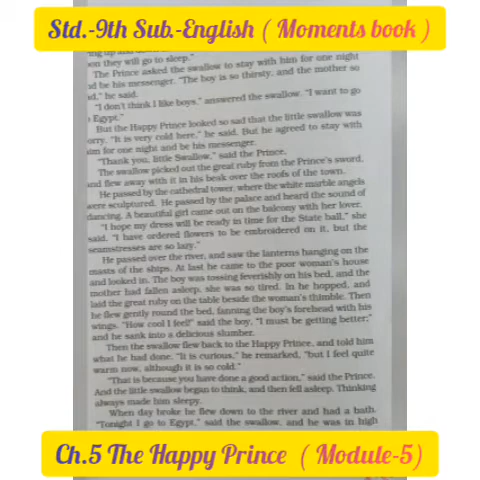 Std.-9th Sub.-English ( Moments book )
up and down
on they will go to sleep."
The Prince asked the swallow to stay with him for one night
nd be his messenger. "The boy is so thirsty, and the mother so
ad," he said.
"I don't think I like boys," answered the swallow. "I want to go
Egypt."
But the Happy Prince looked so sad that the little swallow was
orry. "It is very cold here," he said. But he agreed to stay with
im for one night and be his messenger.
"Thank you, little Swallow," said the Prince.
The swallow picked out the great ruby from the Prince's sword,
and flew away with it in his beak over the roofs of the town.
He passed by the cathedral tower, where the white marble angels
were sculptured. He passed by the palace and heard the sound of
dancing. A beautiful girl came out on the balcony with her lover.
"I hope my dress will be ready in time for the State ball," she
said. "I have ordered flowers to be embroidered on it, but the
seamstresses are so lazy."
He passed over the river, and saw the lanterns hanging on the
masts of the ships. At last he came to the poor woman's house
and looked in. The boy was tossing feverishly on his bed, and the
mother had fallen asleep, she was so tired. In he hopped, and
laid the great ruby on the table beside the woman's thimble. Then
he flew gently round the bed, fanning the boy's forehead with his
wings. "How cool I feel!" said the boy, "I must be getting better;"
and he sank into a delicious slumber.
Then the swallow flew back to the Happy Prince, and told him
what he had done. "It is curious," he remarked, "but I feel quite
warm now, although it is so cold."
"That is because you have done a good action," said the Prince.
And the little swallow began to think, and then fell asleep. Thinking
always made him sleepy.
When day broke he flew down to the river and had a bath.
"Tonight I go to Egypt," said the swallow, and he was in high
Ch.5 The Happy Prince ( Module-5)